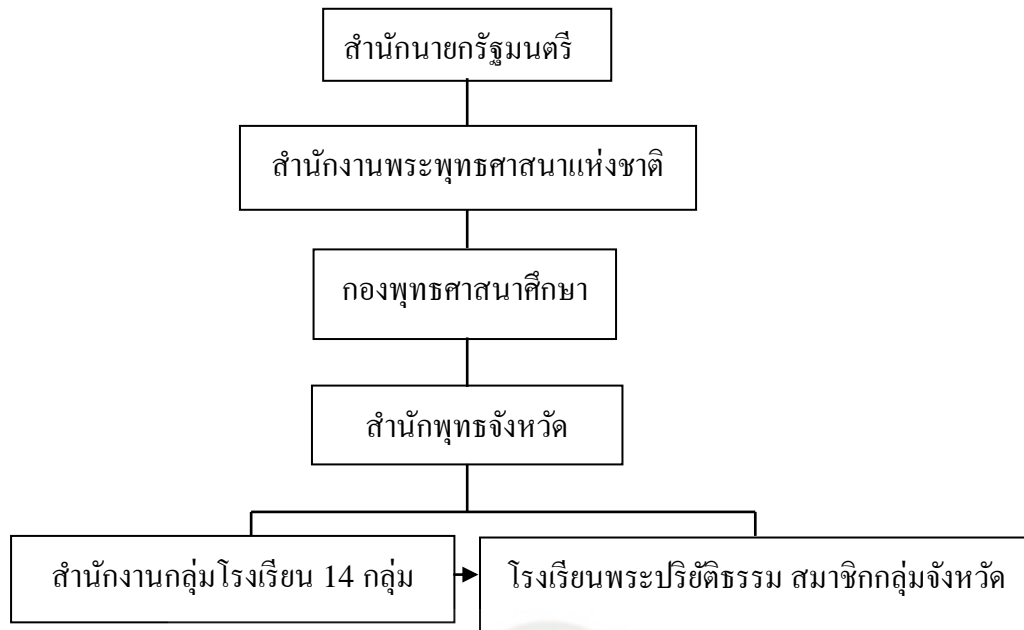 สำนักนายกรัฐมนตรี
สำนักงานพระพุทธศาสนาแห่งชาติ
กองพุทธศาสนศึกษา
สำนักพุทธจังหวัด
สำนักงานกลุ่มโรงเรียน 14 กลุ่ม
โรงเรียนพระปริยัติธรรม สมาชิกกลุ่มจังหวัด